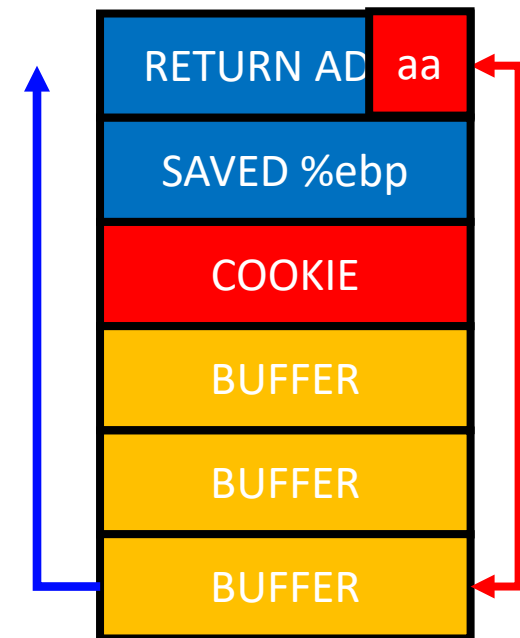 RETURN AD aa
SAVED %ebp
COOKIE
BUFFER
BUFFER
BUFFER